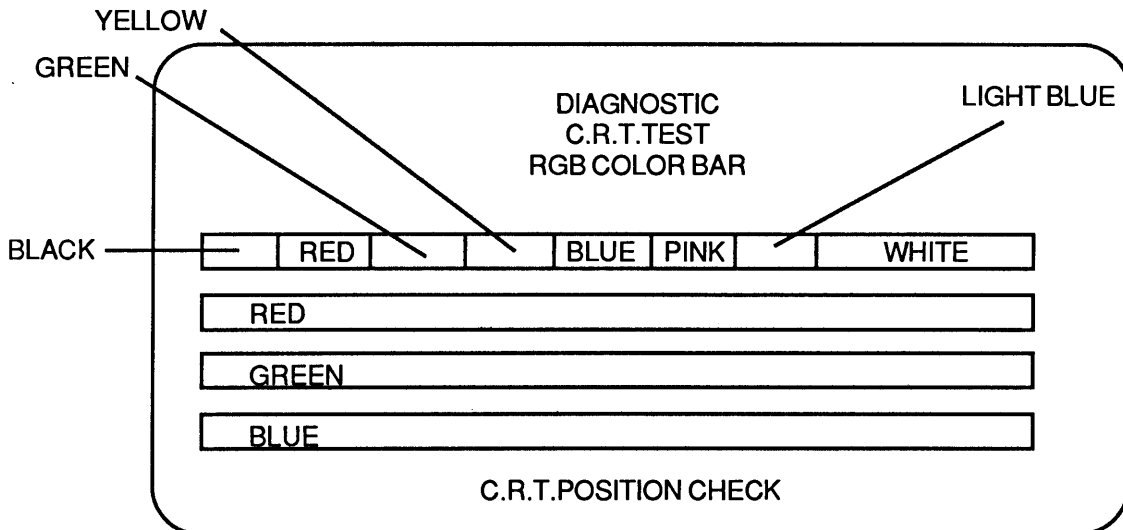 YELLOW
GREEN
LIGHT BLUE
DIAGNOSTIC
C.R.T.TEST
RGB COLOR BAR
BLACK
RED
BLUE
PINK
WHITE
RED
GREEN
BLUE
C.R.T.POSITION CHECK